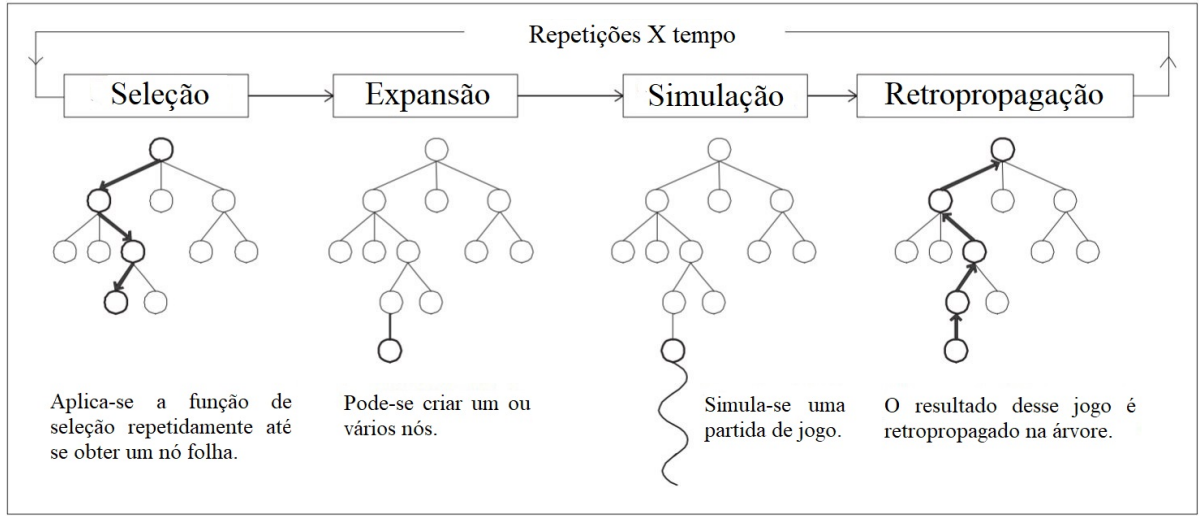 Repetições X tempo
Seleção
Expansão
Simulação
Retropropagação
Aplica-se a função de
seleção repetidamente até
se obter um nó folha.
Pode-se criar um ou
vários nós.
Simula-se uma
partida de jogo.
O resultado desse jogo é
retropropagado na árvore.